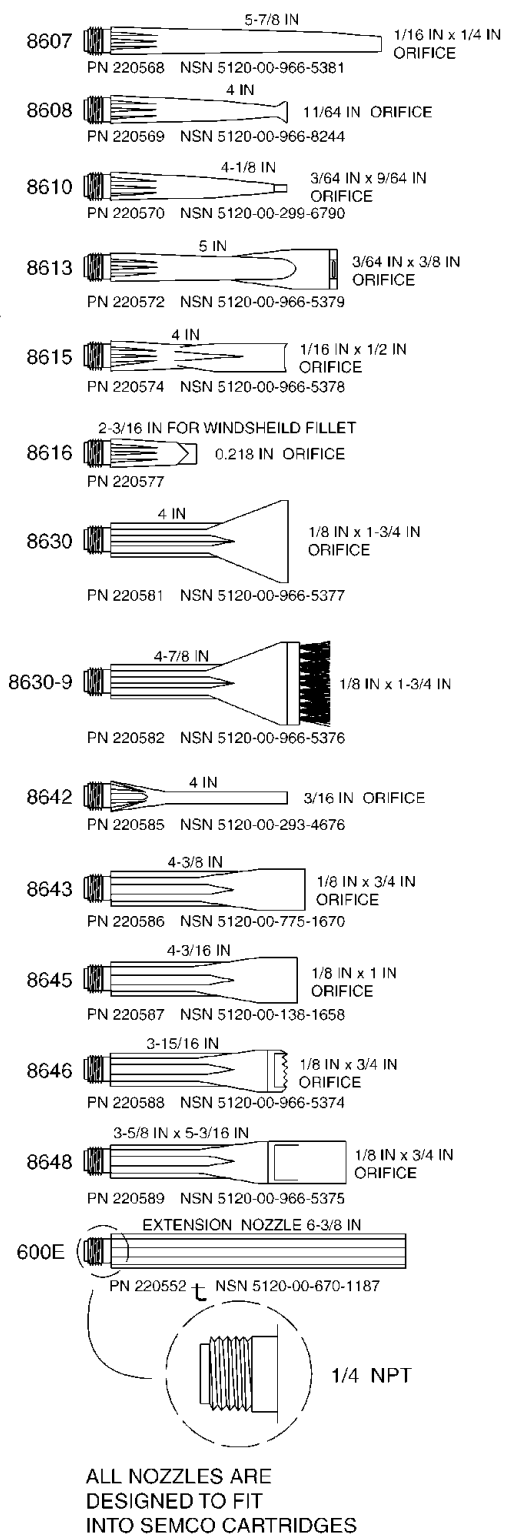 5-7/8 IN
8607
1/16 IN x 1/4 IN
ORIFICE
PN 220568 NSN 5120-00-966-5381
4 IN
8608
11/64 IN ORIFICE
PN 220569 NSN 5120-00-966-8244
4-1/8 IN
8610
3/64 IN x 9/64 IN
ORIFICE
PN 220570 NSN 5120-00-299-6790
5 IN
8613
3/64 IN x 3/8 IN
ORIFICE
PN 220572 NSN 5120-00-966-5379
4 IN
8615
1/16 IN x 1/2 IN
ORIFICE
PN 220574 NSN 5120-00-966-5378
2-3/16 IN FOR WINDSHEILD FILLET
8616
0.218 IN ORIFICE
PN 220577
4 IN
8630
1/8 IN x 1-3/4 IN
ORIFICE
PN 220581 NSN 5120-00-966-5377
4-7/8 IN
8630-9
1/8 IN x 1-3/4 IN
PN 220582 NSN 5120-00-966-5376
4 IN
8642
3/16 IN ORIFICE
PN 220585 NSN 5120-00-293-4676
4-3/8 IN
8643
1/8 IN x 3/4 IN
ORIFICE
PN 220586 NSN 5120-00-775-1670
4-3/16 IN
8645
1/8 IN x 1 IN
ORIFICE
PN 220587 NSN 5120-00-138-1658
3-15/16 IN
8646
1/8 IN x 3/4 IN
ORIFICE
PN 220588 NSN 5120-00-966-5374
3-5/8 IN x 5-3/16 IN
8648
1/8 IN x 3/4 IN
ORIFICE
PN 220589 NSN 5120-00-966-5375
EXTENSION NOZZLE 6-3/8 IN
600E
PN 220552 NSN 5120-00-670-1187
1/4 NPT
ALL NOZZLES ARE
DESIGNED TO FIT
INTO SEMCO CARTRIDGES